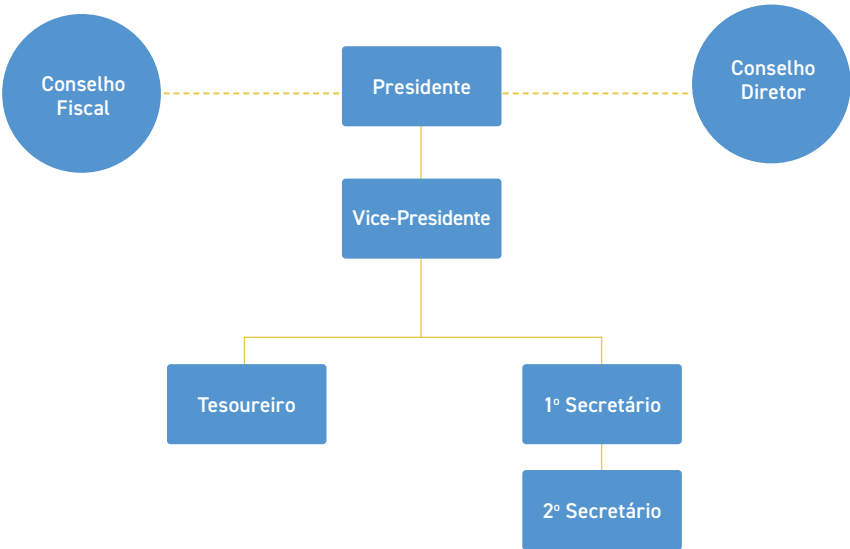 Conselho
Fiscal
Presidente
Conselho
Diretor
Vice-Presidente
Tesoureiro
1º Secretário
2º Secretário